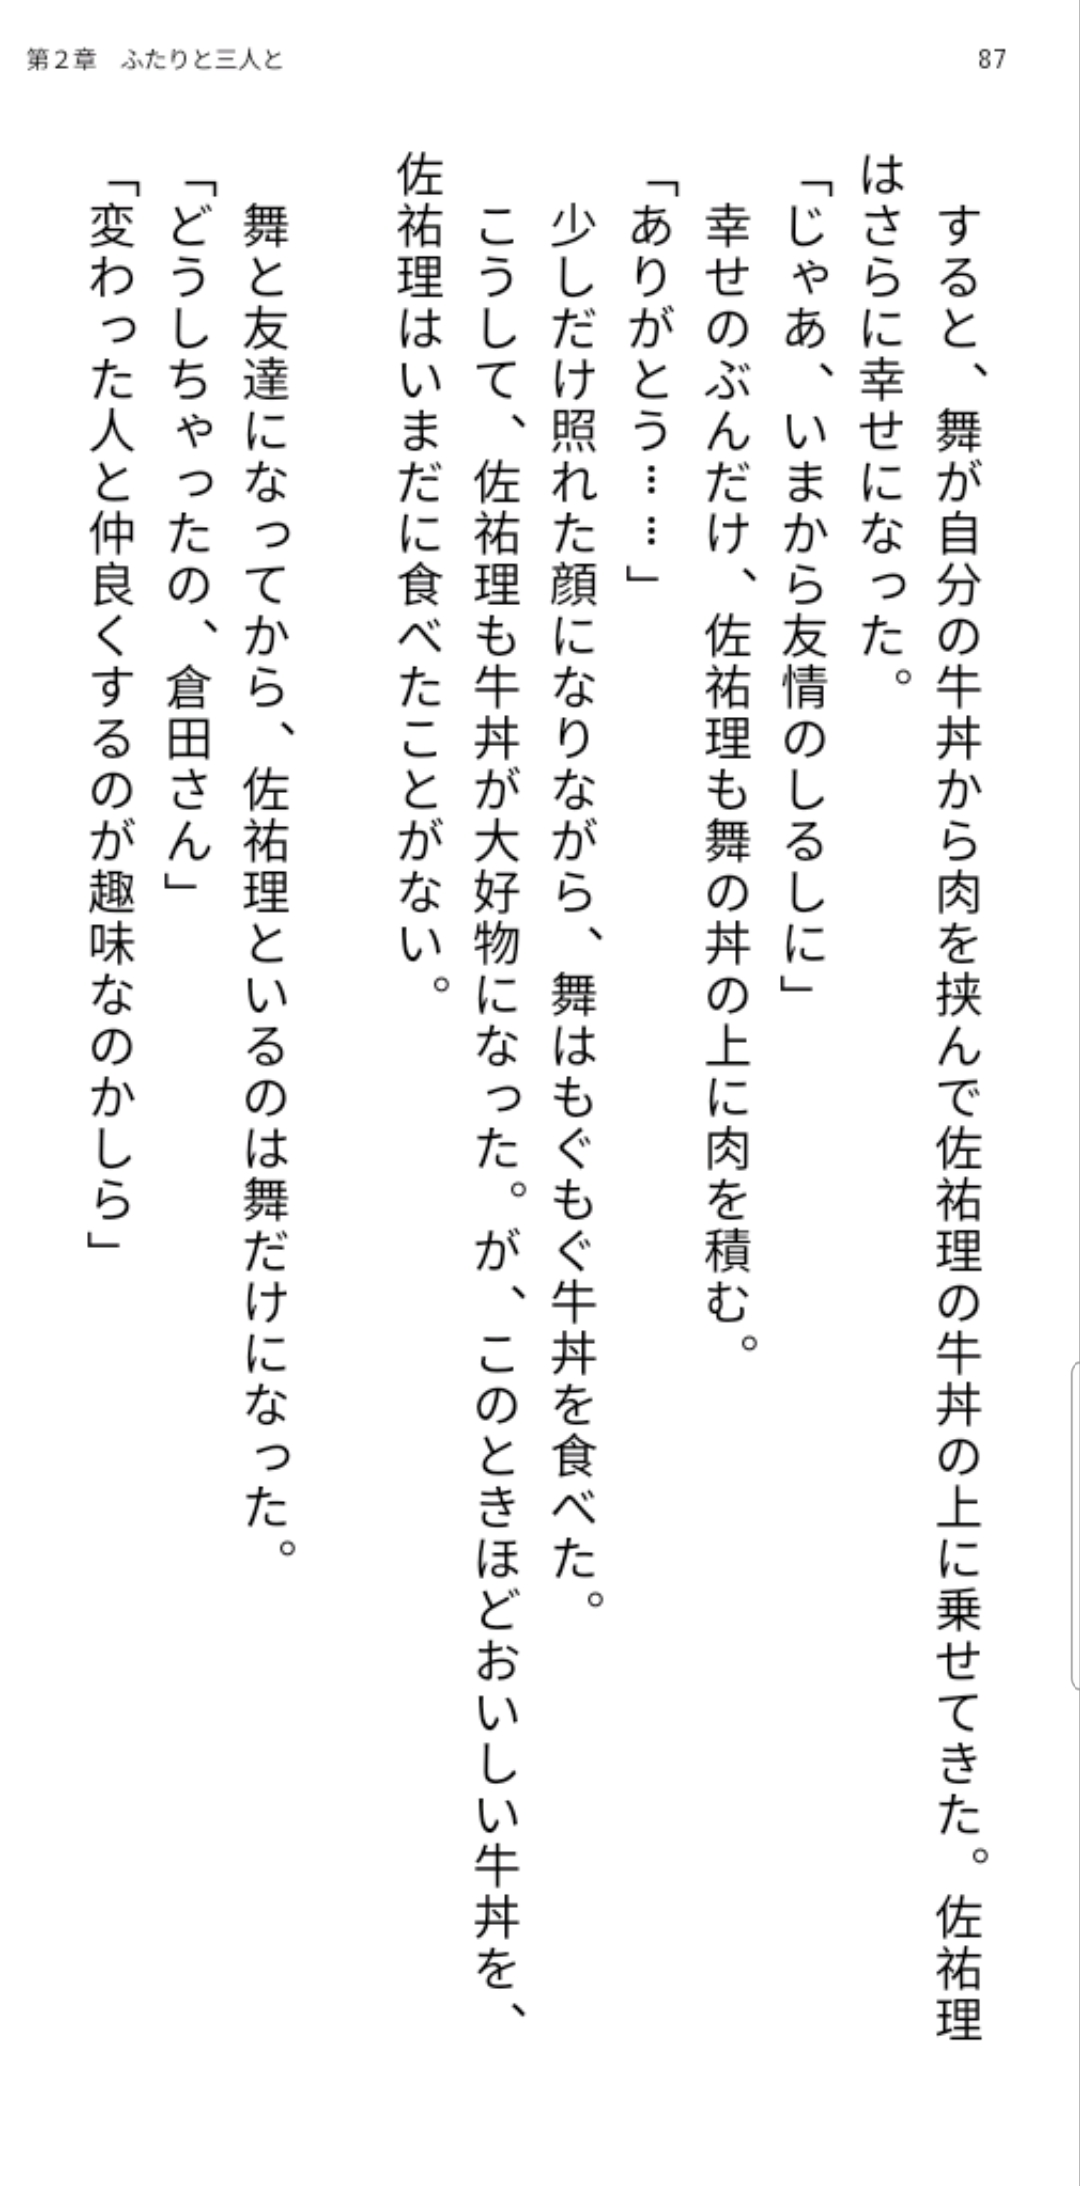 第２章　ふたりと三人と
87
　すると、舞が自分の牛丼から肉を挟んで佐祐理の牛丼の上に乗せてきた。佐祐理
はさらに幸せになった。
「じゃあ、いまから友情のしるしに」
　幸せのぶんだけ、佐祐理も舞の丼の上に肉を積む。
「ありがとう……」
　少しだけ照れた顔になりながら、舞はもぐもぐ牛丼を食べた。
　こうして、佐祐理も牛丼が大好物になった。が、このときほどおいしい牛丼を、
佐祐理はいまだに食べたことがない。
　舞と友達になってから、佐祐理といるのは舞だけになった。
「どうしちゃったの、倉田さん」
「変わった人と仲良くするのが趣味なのかしら」